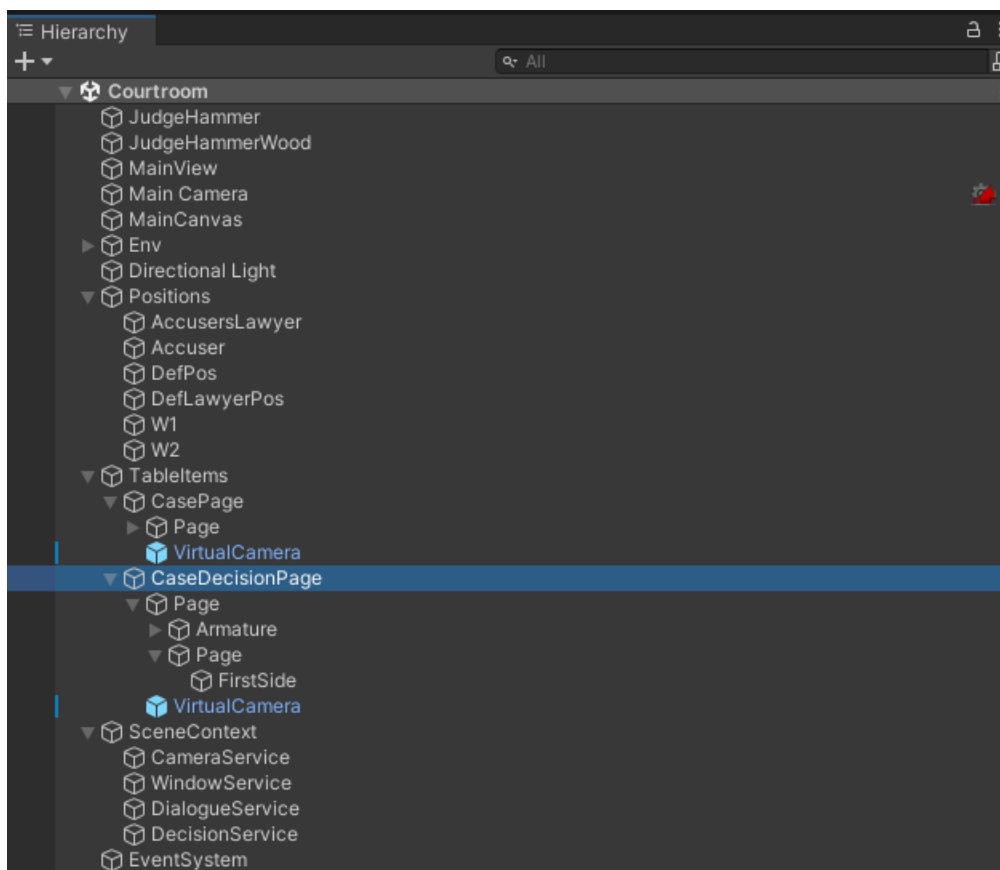 Hierarchy
All
Courtroom
JudgeHammer
JudgeHammerWood
MainView
Main Camera
MainCanvas
Env
Directional Light
Positions
AccusersLawyer
Accuser
DefPos
DefLawyerPos
W1
W2
TableItems
CasePage
Page
VirtualCamera
CaseDecisionPage
Page
Armature
Page
FirstSide
VirtualCamera
SceneContext
CameraService
WindowService
DialogueService
DecisionService
EventSystem